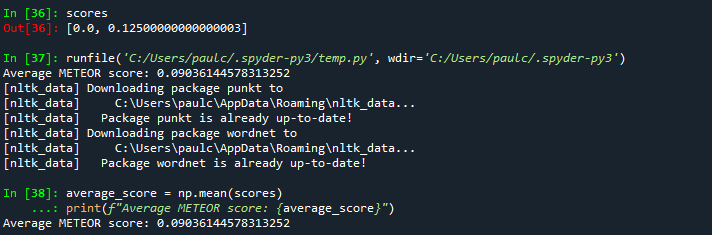 In [36]: scores
Out[36]: [0.0, 0.12500000000000003]
In [37]: runfile('C:/Users/paulc/.spyder-py3/temp.py', wdir='C:/Users/paulc/.spyder-py3')
Average METEOR score: 0.09036144578313252
[nltk_data] Downloading package punkt to
[nltk_data]     C:\Users\paulc\AppData\Roaming\nltk_data...
[nltk_data]   Package punkt is already up-to-date!
[nltk_data] Downloading package wordnet to
[nltk_data]     C:\Users\paulc\AppData\Roaming\nltk_data...
[nltk_data]   Package wordnet is already up-to-date!
In [38]: average_score = np.mean(scores)
    ...: print(f"Average METEOR score: {average_score}")
Average METEOR score: 0.09036144578313252